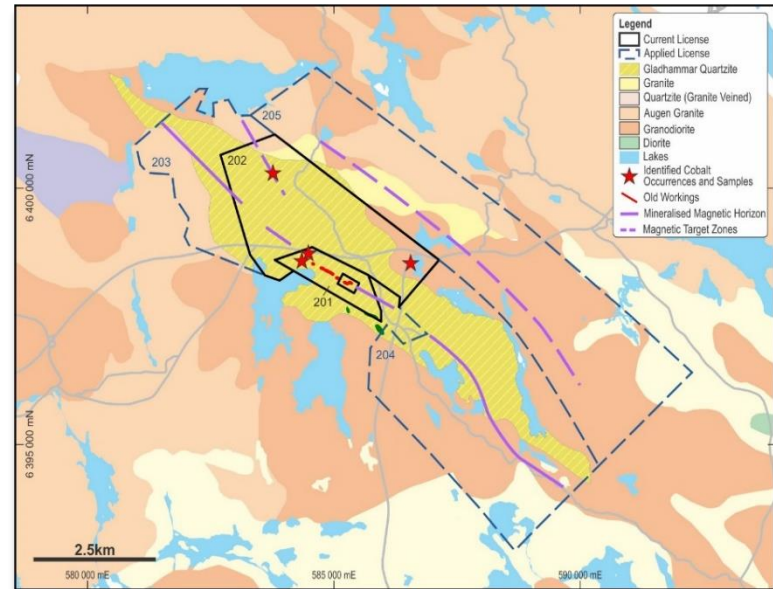 Legend
Current License
Applied License
Gladhammar Quartzite
Granite
Quartzite (Granite Veined)
Augen Granite
Granodiorite
Diorite
Lakes
Identified Cobalt
Occurrences and Samples
Old Workings
Mineralised Magnetic Horizon
Magnetic Target Zones
205
202
203
6 400 000 mN
201
204
6 395 000 mN
2.5km
580 000 mE
585 000 mE
590 000 mE